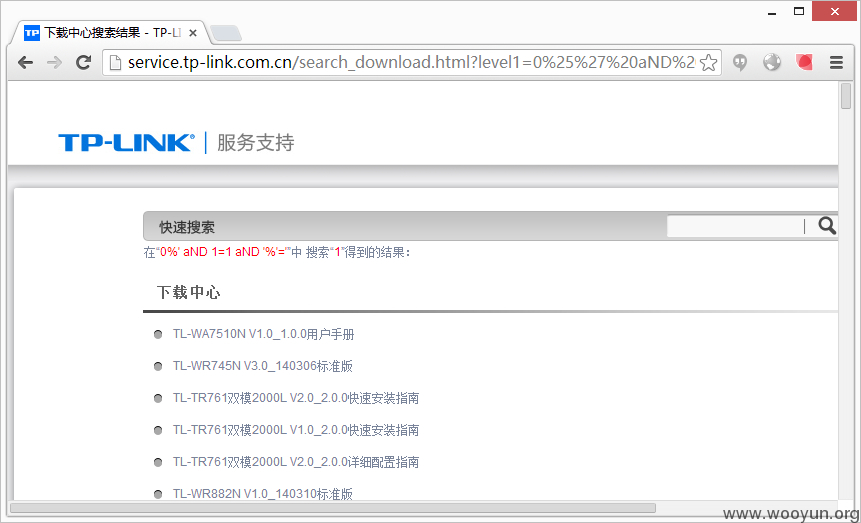 下载中心搜索结果 - TP-LI
service.tp-link.com.cn/search_download.html?level1=0%25%27%20aND%2
TP-LINK® | 服务支持
快速搜索
在“0%' aND 1=1 aND '%'='”中 搜索“1”得到的结果：
下载中心
TL-WA7510N V1.0_1.0.0用户手册
TL-WR745N V3.0_140306标准版
TL-TR761双模2000L V2.0_2.0.0快速安装指南
TL-TR761双模2000L V1.0_2.0.0快速安装指南
TL-TR761双模2000L V2.0_2.0.0详细配置指南
TL-WR882N V1.0_140310标准版
www.wooyun.org